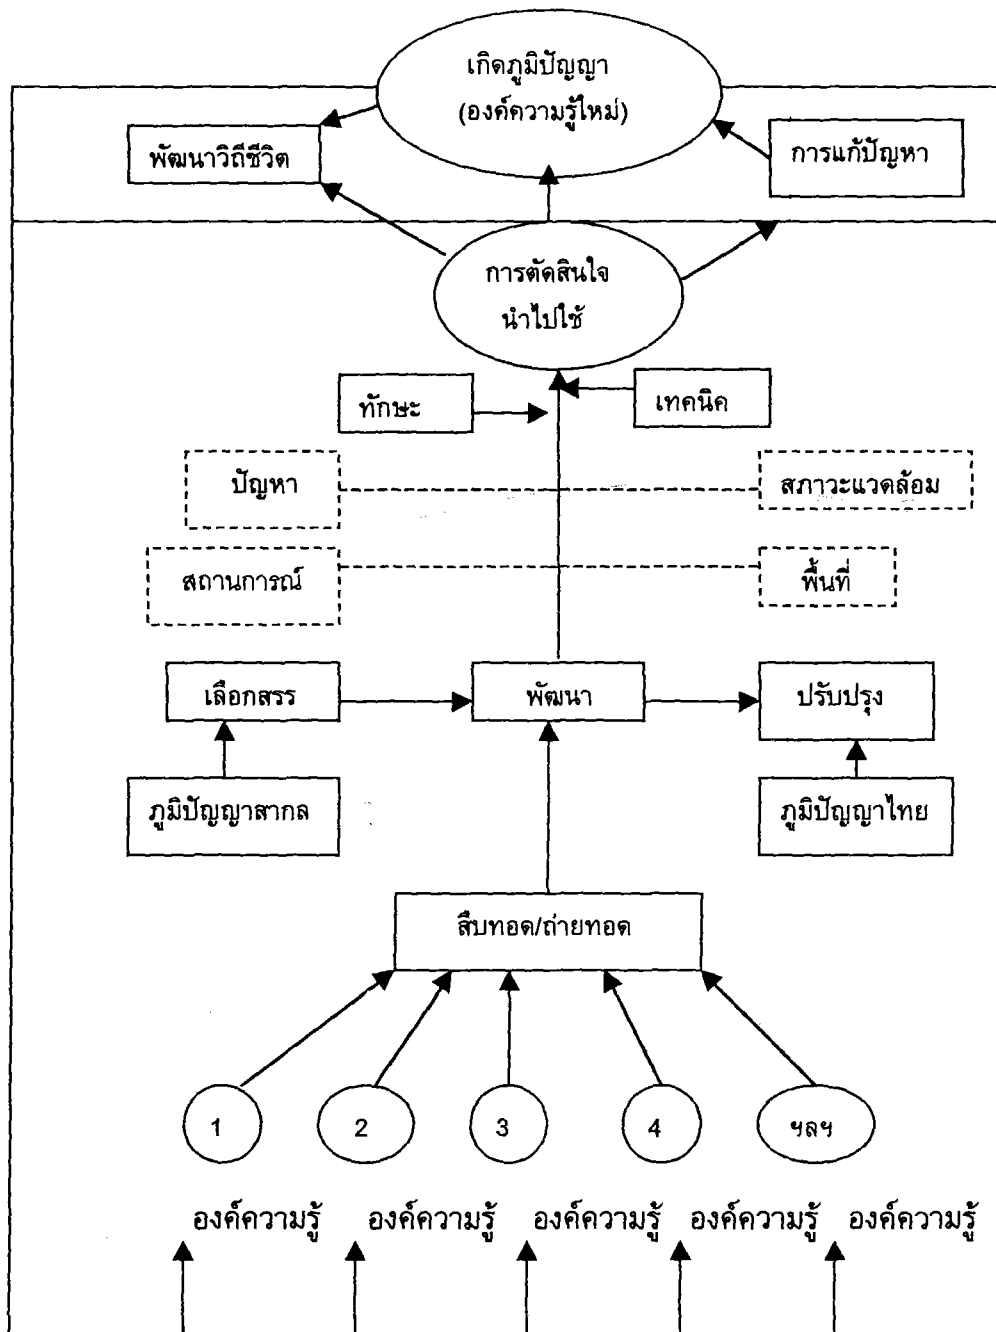 เกิดภูมิปัญญา
(องค์ความรู้ใหม่)
พัฒนาวิถีชีวิต
การแก้ปัญหา
การตัดสินใจ
นำไปใช้
ทักษะ
เทคนิค
ปัญหา
สภาวะแวดล้อม
สถานการณ์
พื้นที่
เลือกสรร
พัฒนา
ปรับปรุง
ภูมิปัญญาสากล
ภูมิปัญญาไทย
สืบทอด/ถ่ายทอด
1 2 3 4 ฯลฯ
องค์ความรู้ องค์ความรู้ องค์ความรู้ องค์ความรู้ องค์ความรู้